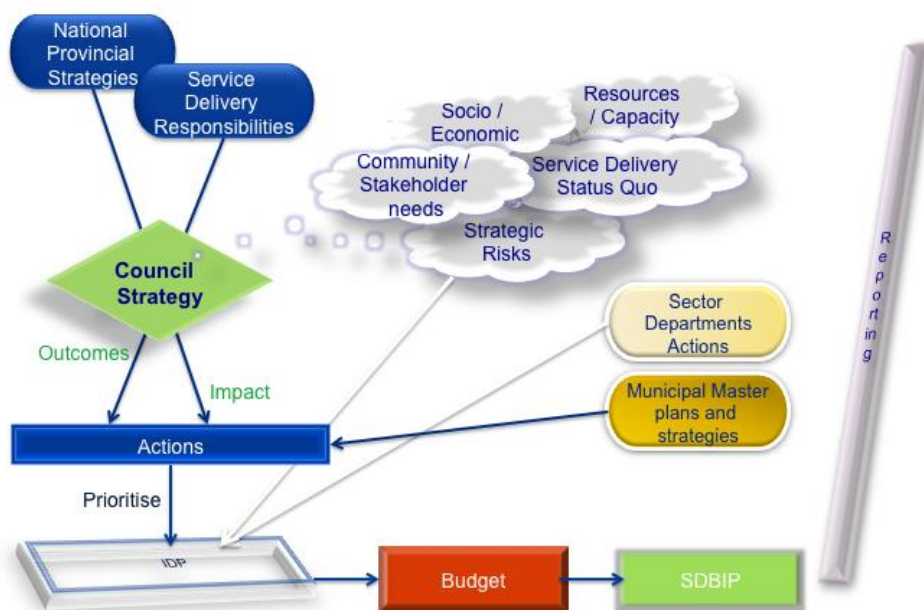 National
Provincial
Strategies
Service
Delivery
Responsibilities
Socio /
Economic
Resources
/ Capacity
Community /
Stakeholder
needs
Service Delivery
Status Quo
Strategic
Risks
Council
Strategy
Outcomes
Impact
Sector
Departments
Actions
Municipal Master
plans and
strategies
Actions
Prioritise
IDP
Budget
SDBIP
Reporting